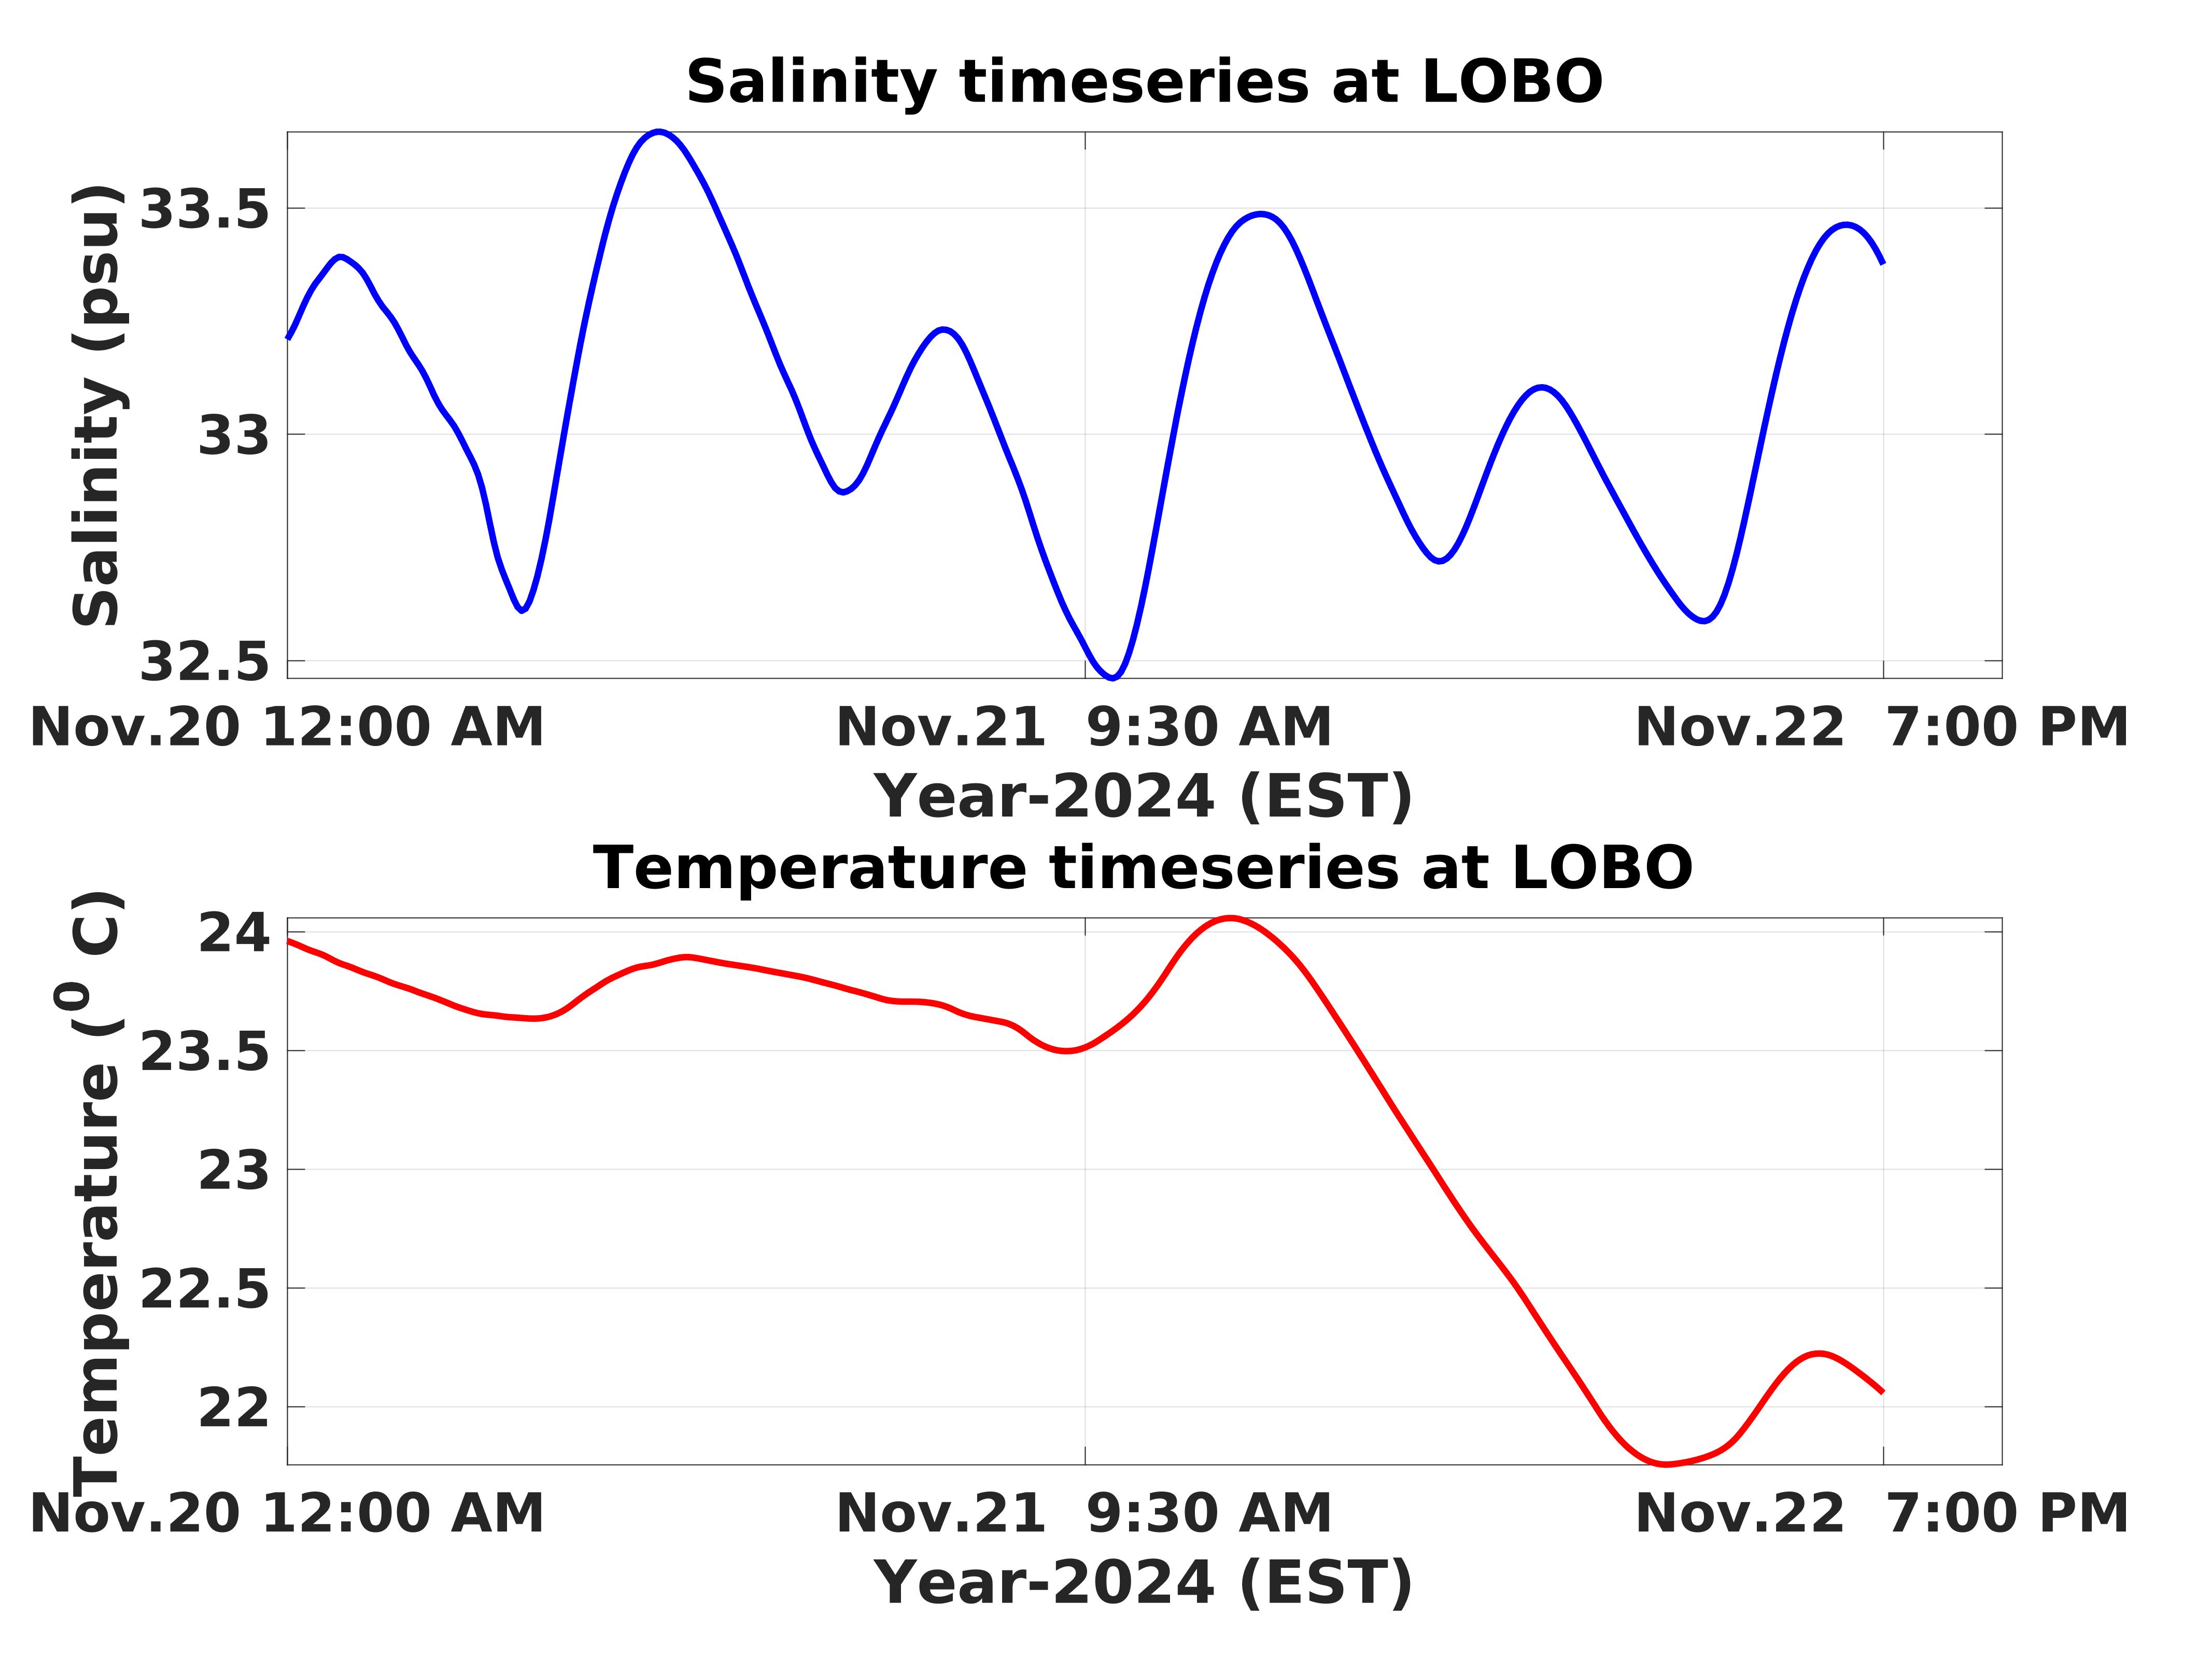 Salinity timeseries at LOBO
Salinity (psu)
33.5
33
32.5
Nov.20 12:00 AM
Nov.21  9:30 AM
Nov.22  7:00 PM
Year-2024 (EST)
Temperature timeseries at LOBO
Temperature (⁰ C)
24
23.5
23
22.5
22
Nov.20 12:00 AM
Nov.21  9:30 AM
Nov.22  7:00 PM
Year-2024 (EST)